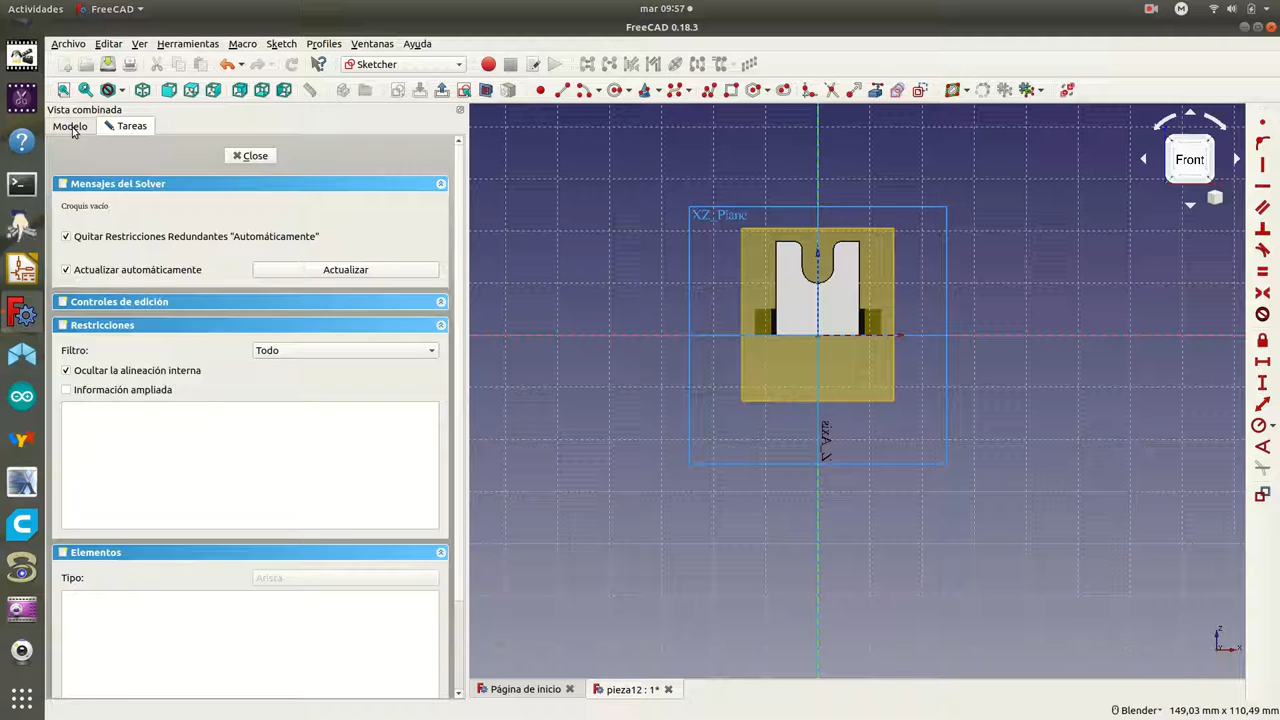 Actividades
FreeCAD
mar 09:57
FreeCAD 0.18.3
Archivo Editar Ver Herramientas Macro Sketch Profiles Ventanas Ayuda
Sketcher
Vista combinada
Modelo
Tareas
Close
Mensajes del Solver
Croquis vacío
Quitar Restricciones Redundantes "Automáticamente"
Actualizar automáticamente
Actualizar
Controles de edición
Restricciones
Filtro:
Todo
Ocultar la alineación interna
Información ampliada
Elementos
Tipo:
Arista
XZ_Plane
Front
Z_Axis
z
x
Página de inicio
pieza12 : 1*
Blender
149,03 mm x 110,49 mm